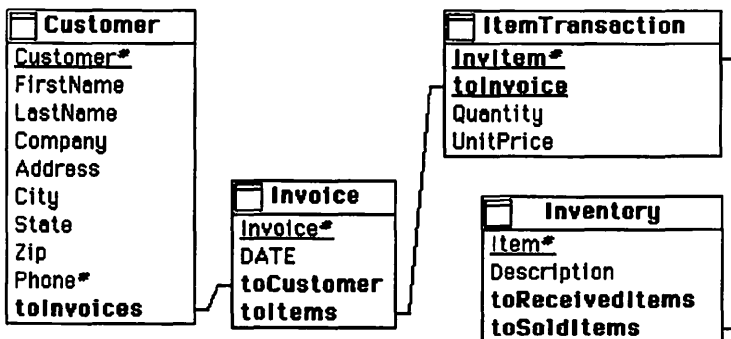 Customer
Customer#
FirstName
LastName
Company
Address
City
State
Zip
Phone#
toInvoices
Invoice
Invoice#
DATE
toCustomer
toItems
ItemTransaction
InvItem#
toInvoice
Quantity
UnitPrice
Inventory
Item#
Description
toReceivedItems
toSoldItems